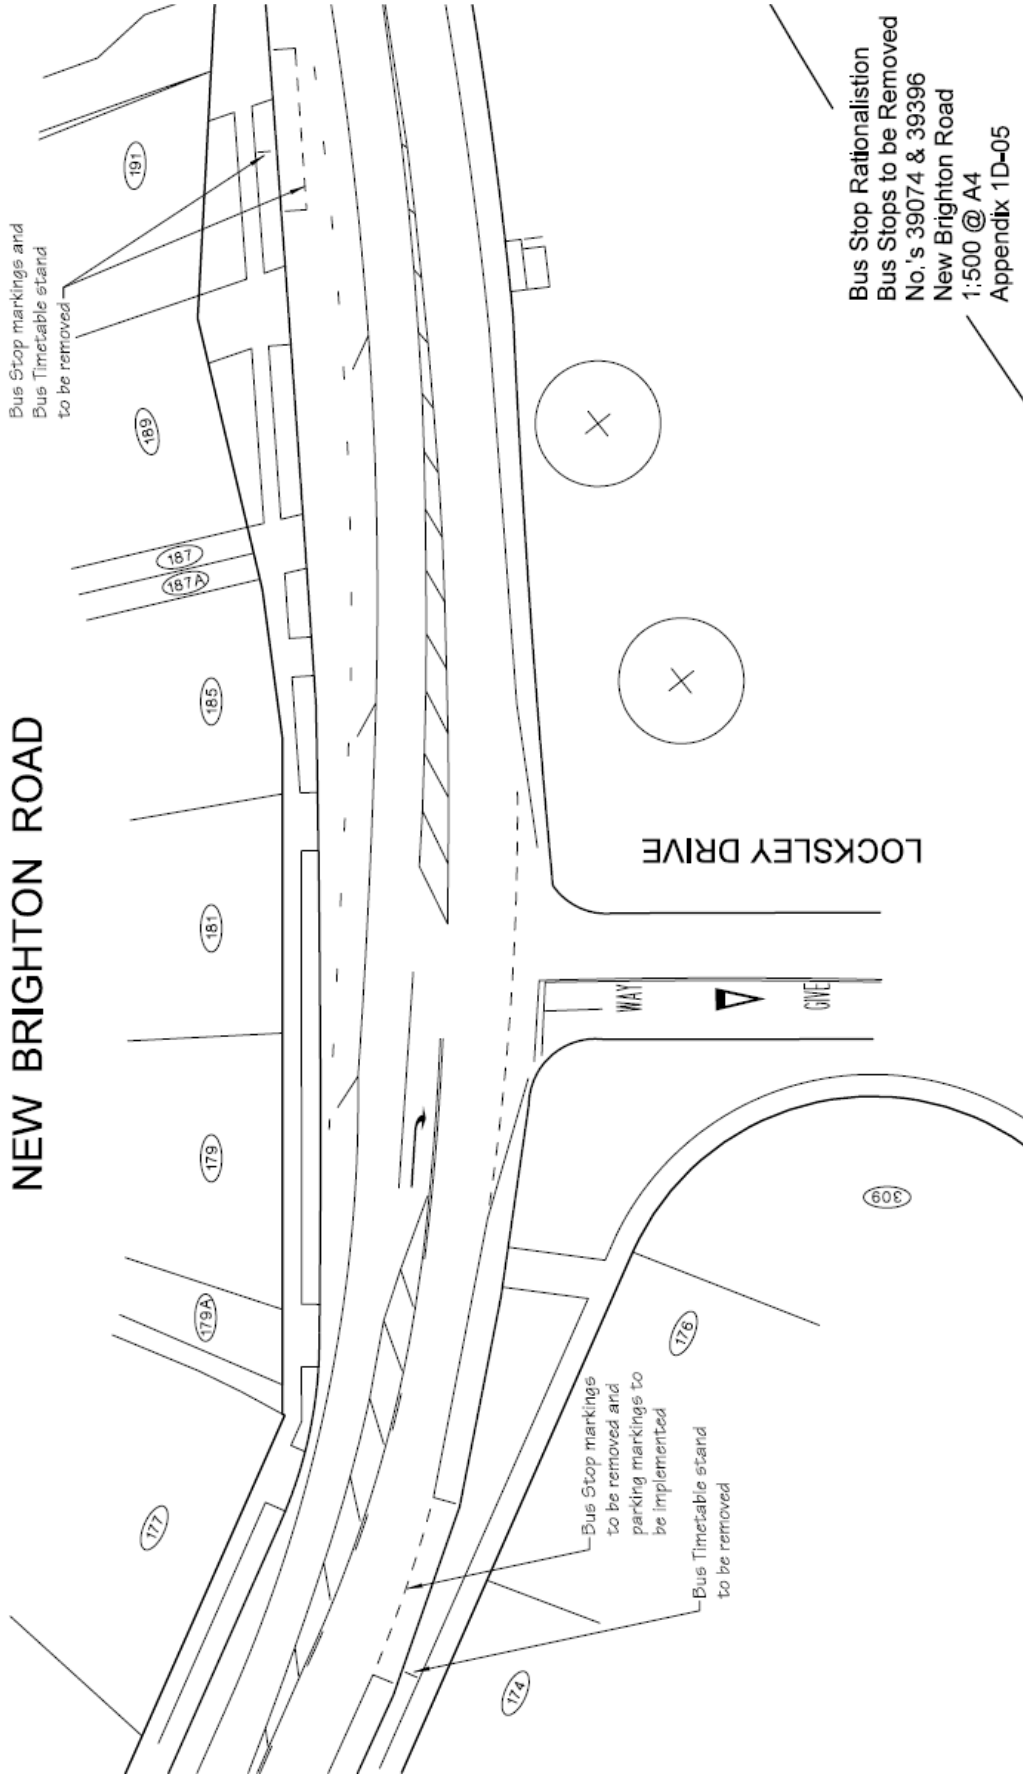 NEW BRIGHTON ROAD
Bus Stop markings and
Bus Timetable stand
to be removed
177
179A
179
181
185
187A
187
189
191
174
176
309
Bus Stop markings
to be removed and
parking markings to
be implemented
Bus Timetable stand
to be removed
WAY
GIVE
LOCKSLEY DRIVE
Bus Stop Rationalistion
Bus Stops to be Removed
No.'s 39074 & 39396
New Brighton Road
1:500 @ A4
Appendix 1D-05